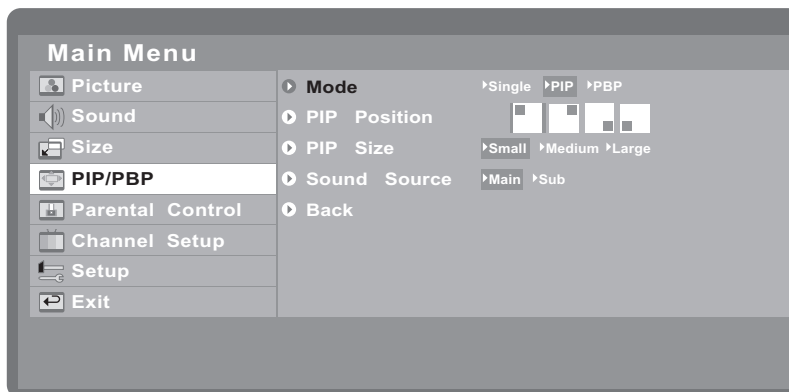 Main Menu
Picture
Sound
Size
PIP/PBP
Parental Control
Channel Setup
Setup
Exit
Mode Single PIP PBP
PIP Position
PIP Size Small Medium Large
Sound Source Main Sub
Back